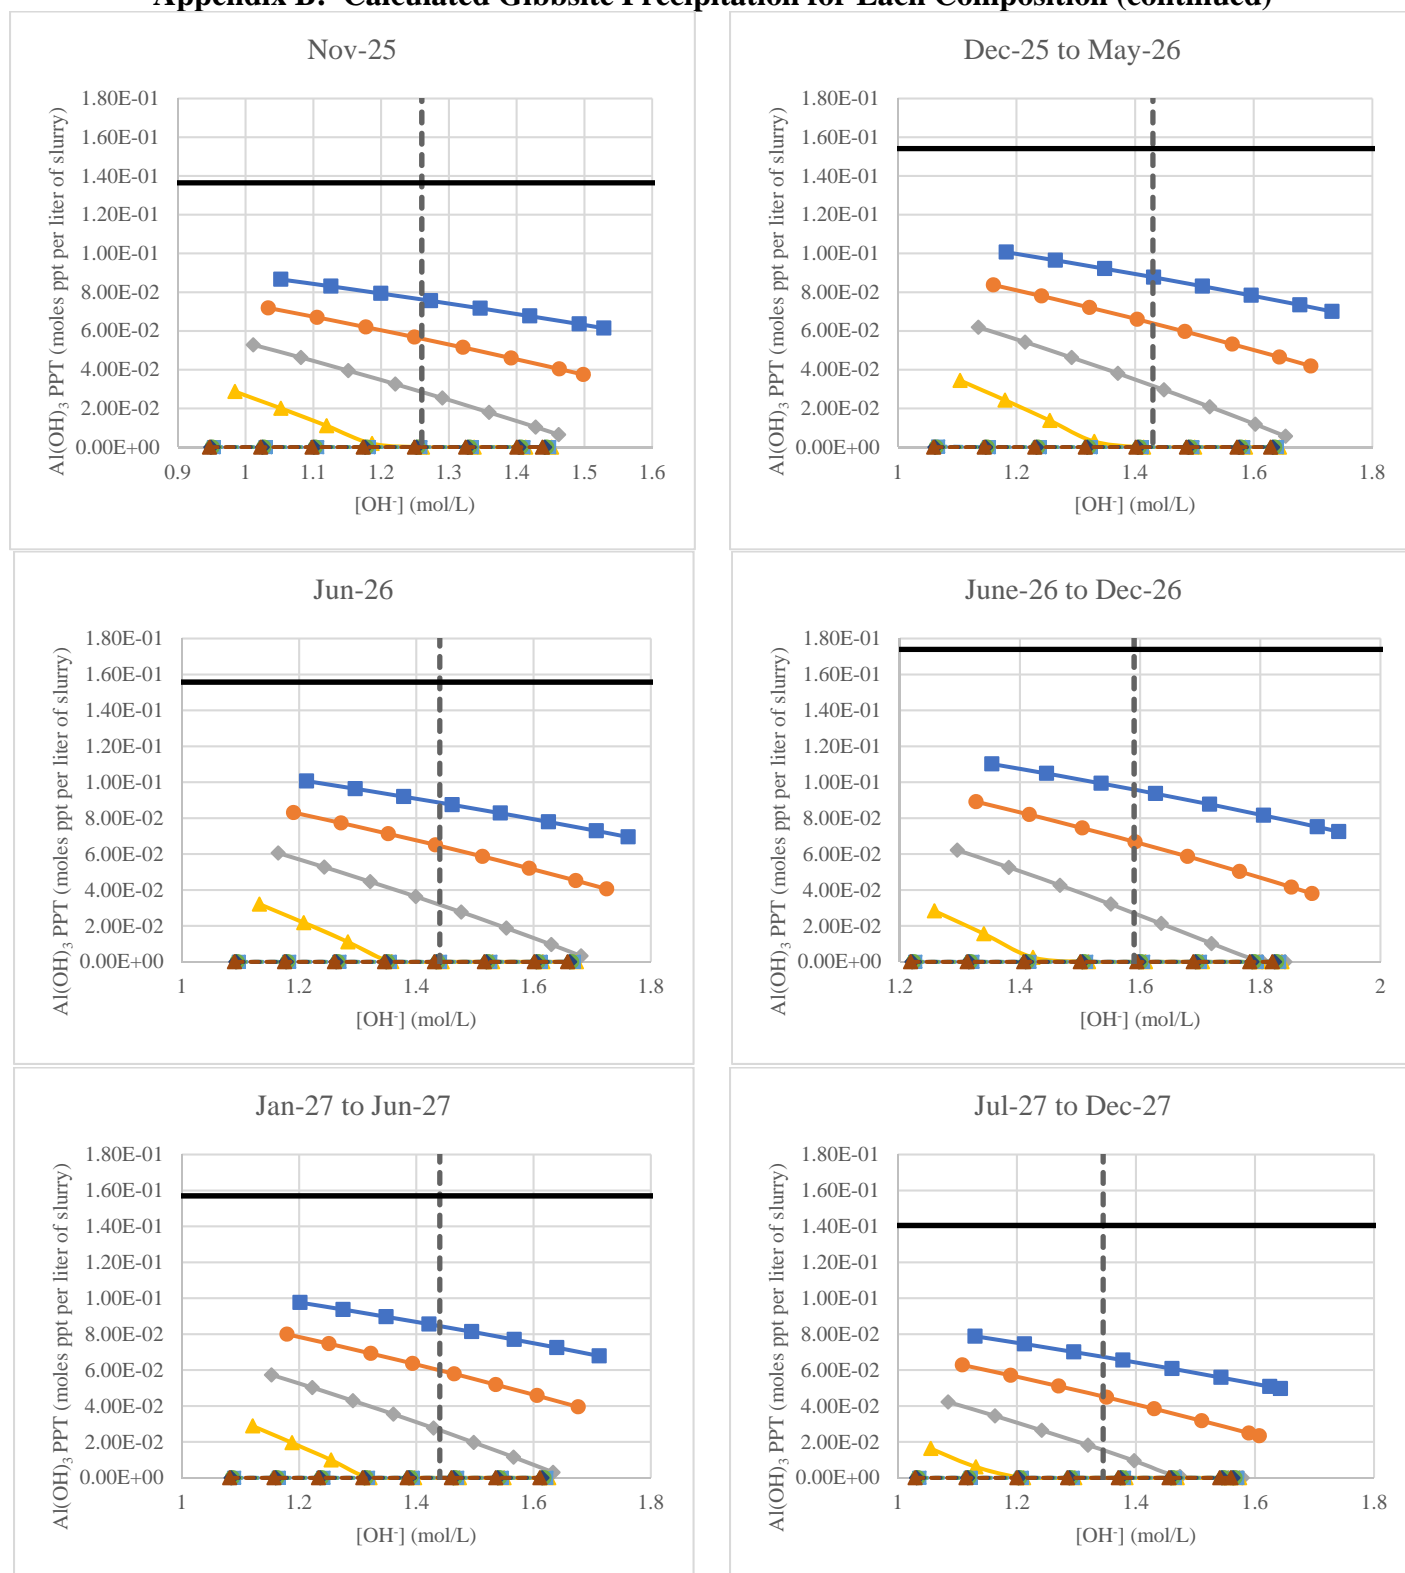 Appendix B: Calculated Gibbsite Precipitation for Each Composition (continued)
Nov-25
Al(OH)3 PPT (moles ppt per liter of slurry)
1.80E-01
1.60E-01
1.40E-01
1.20E-01
1.00E-01
8.00E-02
6.00E-02
4.00E-02
2.00E-02
0.00E+00
0.9 1 1.1 1.2 1.3 1.4 1.5 1.6
[OH-] (mol/L)
Dec-25 to May-26
Al(OH)3 PPT (moles ppt per liter of slurry)
1.80E-01
1.60E-01
1.40E-01
1.20E-01
1.00E-01
8.00E-02
6.00E-02
4.00E-02
2.00E-02
0.00E+00
1 1.2 1.4 1.6 1.8
[OH-] (mol/L)
Jun-26
Al(OH)3 PPT (moles ppt per liter of slurry)
1.80E-01
1.60E-01
1.40E-01
1.20E-01
1.00E-01
8.00E-02
6.00E-02
4.00E-02
2.00E-02
0.00E+00
1 1.2 1.4 1.6 1.8
[OH-] (mol/L)
June-26 to Dec-26
Al(OH)3 PPT (moles ppt per liter of slurry)
1.80E-01
1.60E-01
1.40E-01
1.20E-01
1.00E-01
8.00E-02
6.00E-02
4.00E-02
2.00E-02
0.00E+00
1.2 1.4 1.6 1.8 2
[OH-] (mol/L)
Jan-27 to Jun-27
Al(OH)3 PPT (moles ppt per liter of slurry)
1.80E-01
1.60E-01
1.40E-01
1.20E-01
1.00E-01
8.00E-02
6.00E-02
4.00E-02
2.00E-02
0.00E+00
1 1.2 1.4 1.6 1.8
[OH-] (mol/L)
Jul-27 to Dec-27
Al(OH)3 PPT (moles ppt per liter of slurry)
1.80E-01
1.60E-01
1.40E-01
1.20E-01
1.00E-01
8.00E-02
6.00E-02
4.00E-02
2.00E-02
0.00E+00
1 1.2 1.4 1.6 1.8
[OH-] (mol/L)